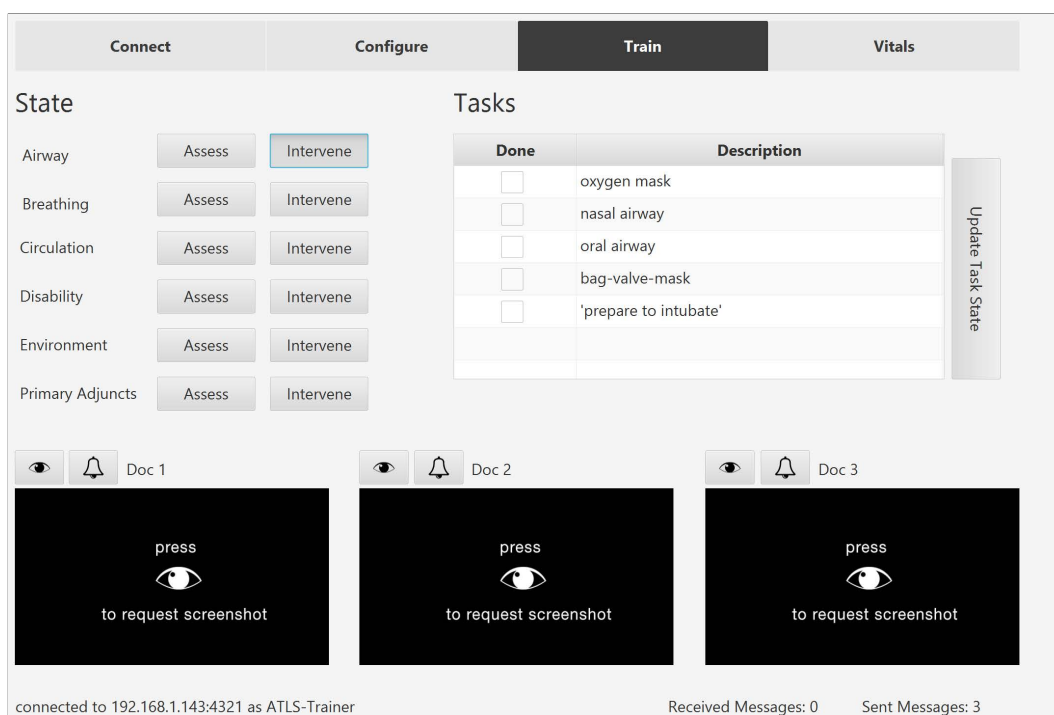 Connect Configure Train Vitals
State
Tasks
Airway Assess Intervene
Breathing Assess Intervene
Circulation Assess Intervene
Disability Assess Intervene
Environment Assess Intervene
Primary Adjuncts Assess Intervene
Done Description
oxygen mask
nasal airway
oral airway
bag-valve-mask
'prepare to intubate'
Update Task State
Doc 1
press
to request screenshot
Doc 2
press
to request screenshot
Doc 3
press
to request screenshot
connected to 192.168.1.143:4321 as ATLS-Trainer
Received Messages: 0 Sent Messages: 3